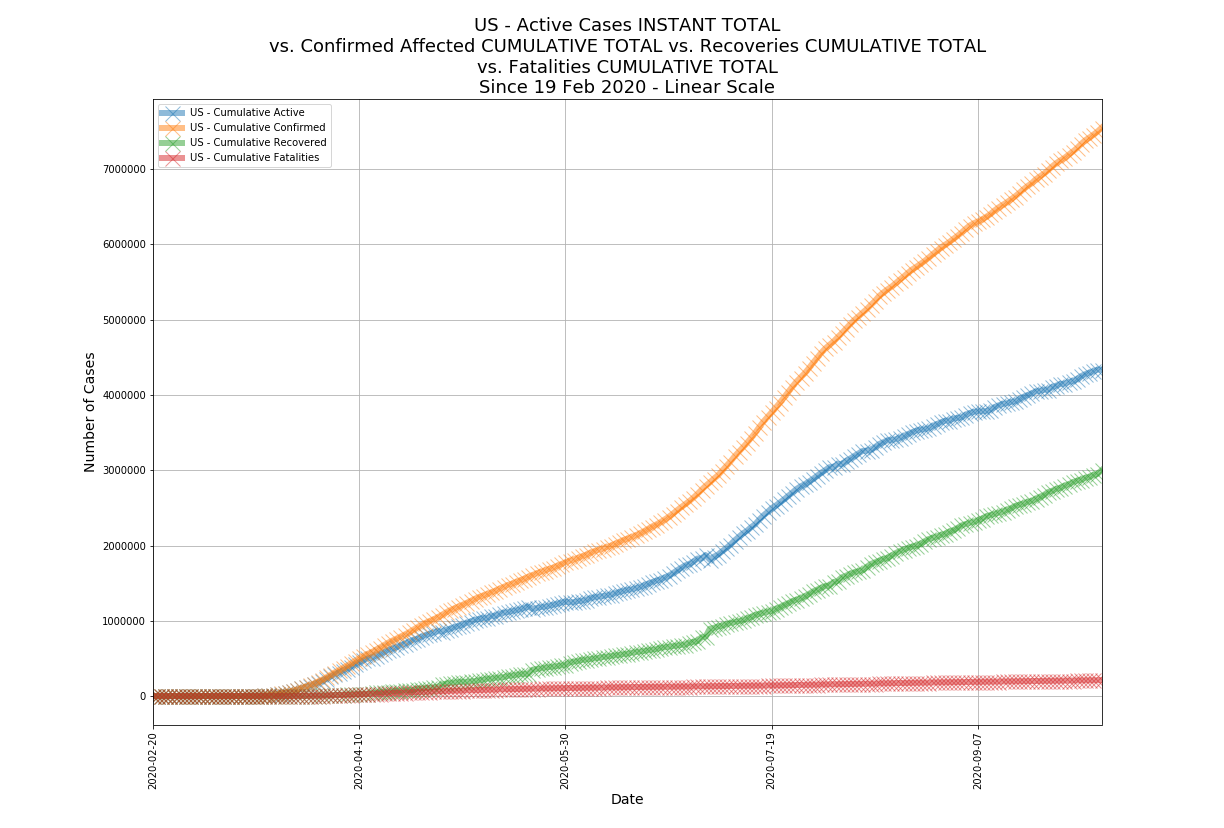 US - Active Cases INSTANT TOTAL
vs. Confirmed Affected CUMULATIVE TOTAL vs. Recoveries CUMULATIVE TOTAL
vs. Fatalities CUMULATIVE TOTAL
Since 19 Feb 2020 - Linear Scale
US - Cumulative Active
US - Cumulative Confirmed
US - Cumulative Recovered
US - Cumulative Fatalities
Number of Cases
7000000
6000000
5000000
4000000
3000000
2000000
1000000
0
2020-02-20
2020-04-10
2020-05-30
2020-07-19
2020-09-07
Date